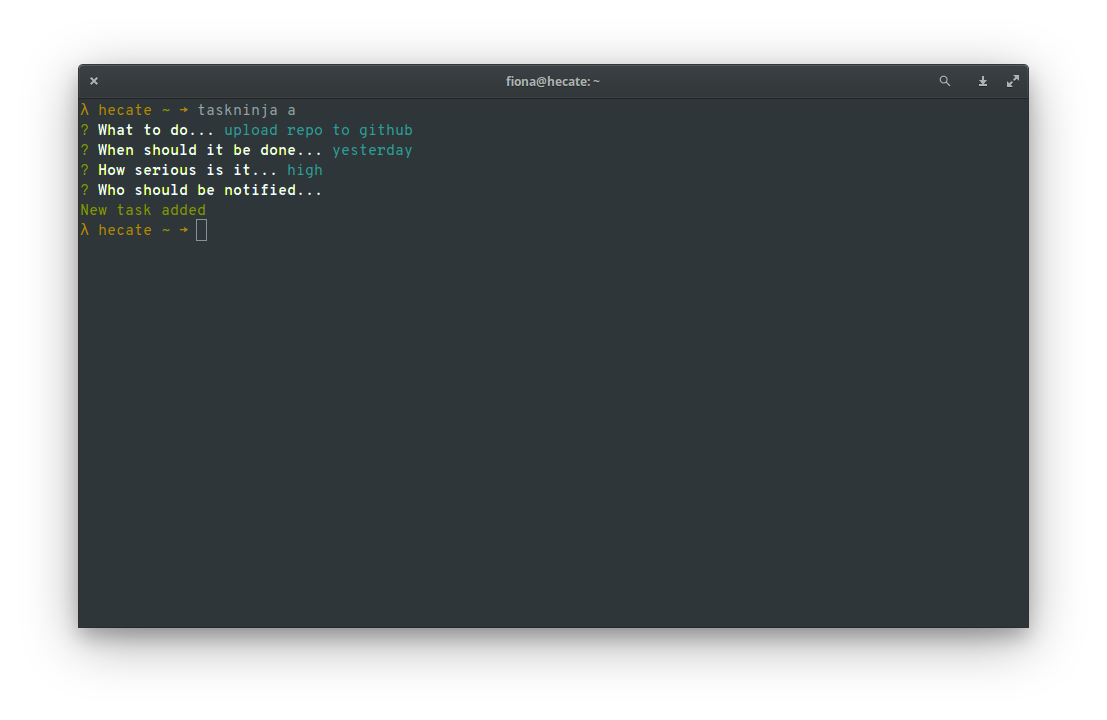 fiona@hecate: ~
λ hecate ~ → taskninja a
? What to do... upload repo to github
? When should it be done... yesterday
? How serious is it... high
? Who should be notified...
New task added
λ hecate ~ →